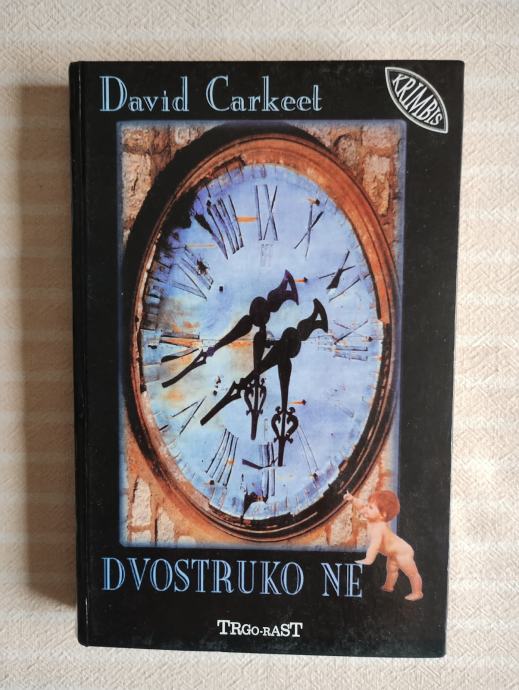 David Carkeet
KRIMBIS
DVOSTRUKO NE
TRGO-RAST